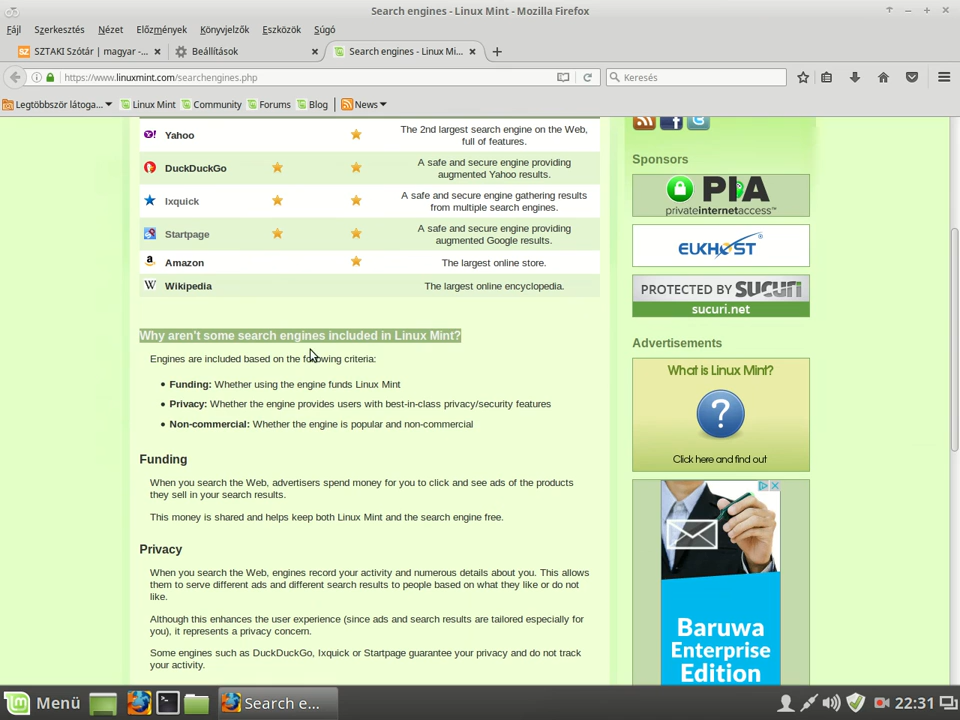 Search engines - Linux Mint - Mozilla Firefox
Fájl Szerkesztés Nézet Előzmények Könyvjelzők Eszközök Súgó
SZ SZTAKI Szótár | magyar -... Beállítások Search engines - Linux Mi...
https://www.linuxmint.com/searchengines.php Keresés
Legtöbbször látoga... Linux Mint Community Forums Blog News
Yahoo The 2nd largest search engine on the Web,
full of features.
DuckDuckGo A safe and secure engine providing
augmented Yahoo results.
Ixquick A safe and secure engine gathering results
from multiple search engines.
Startpage A safe and secure engine providing
augmented Google results.
Amazon The largest online store.
Wikipedia The largest online encyclopedia.
Why aren't some search engines included in Linux Mint?
Engines are included based on the following criteria:
Funding: Whether using the engine funds Linux Mint
Privacy: Whether the engine provides users with best-in-class privacy/security features
Non-commercial: Whether the engine is popular and non-commercial
Funding
When you search the Web, advertisers spend money for you to click and see ads of the products
they sell in your search results.
This money is shared and helps keep both Linux Mint and the search engine free.
Privacy
When you search the Web, engines record your activity and numerous details about you. This allows
them to serve different ads and different search results to people based on what they like or do not
like.
Although this enhances the user experience (since ads and search results are tailored especially for
you), it represents a privacy concern.
Some engines such as DuckDuckGo, Ixquick or Startpage guarantee your privacy and do not track
your activity.
Sponsors
PIA
privateinternetaccess™
EUKHOST
PROTECTED BY SUCURI
sucuri.net
Advertisements
What is Linux Mint?
?
Click here and find out
Baruwa
Enterprise
Edition
Menü Search e... 22:31